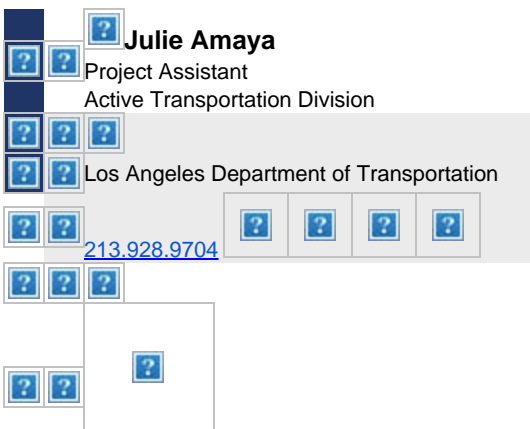 Julie Amaya
Project Assistant
Active Transportation Division
Los Angeles Department of Transportation
213.928.9704